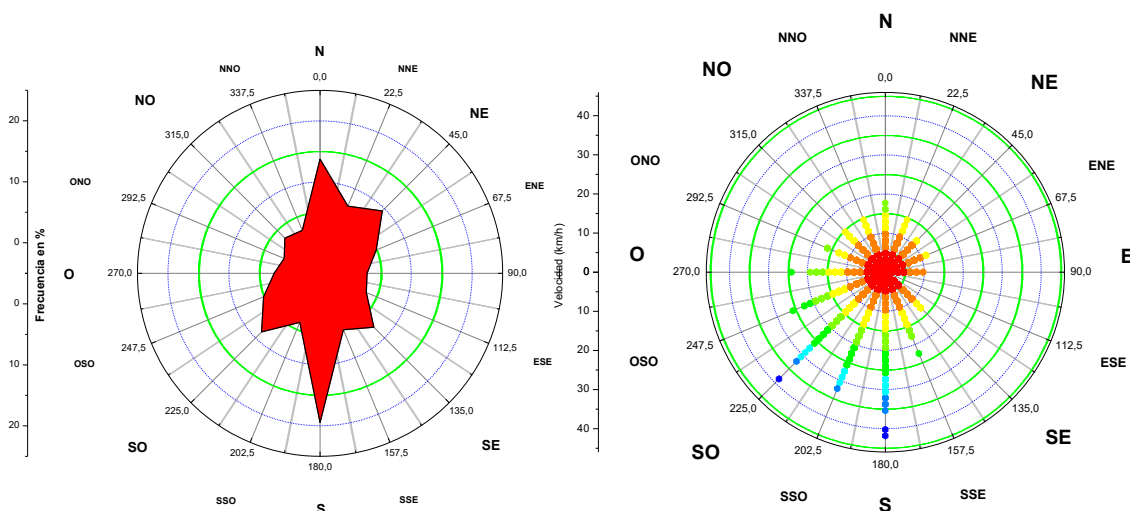 N
NNO
0,0
NNE
NO
337,5
22,5
NE
315,0
45,0
ONO
ENE
292,5
67,5
O
270,0
90,0
247,5
112,5
OSO
ESE
225,0
135,0
SO
202,5
157,5
SE
180,0
SSO
S
SSE
Frecuencia en %
20
10
0
0
10
20
N
NNO
NNE
NO
0,0
NE
337,5
22,5
315,0
45,0
ONO
ENE
292,5
67,5
O
270,0
90,0
E
247,5
112,5
OSO
ESE
225,0
135,0
SO
202,5
157,5
SE
180,0
SSO
S
SSE
Velocidad (km/h)
40
30
20
10
0
10
20
30
40